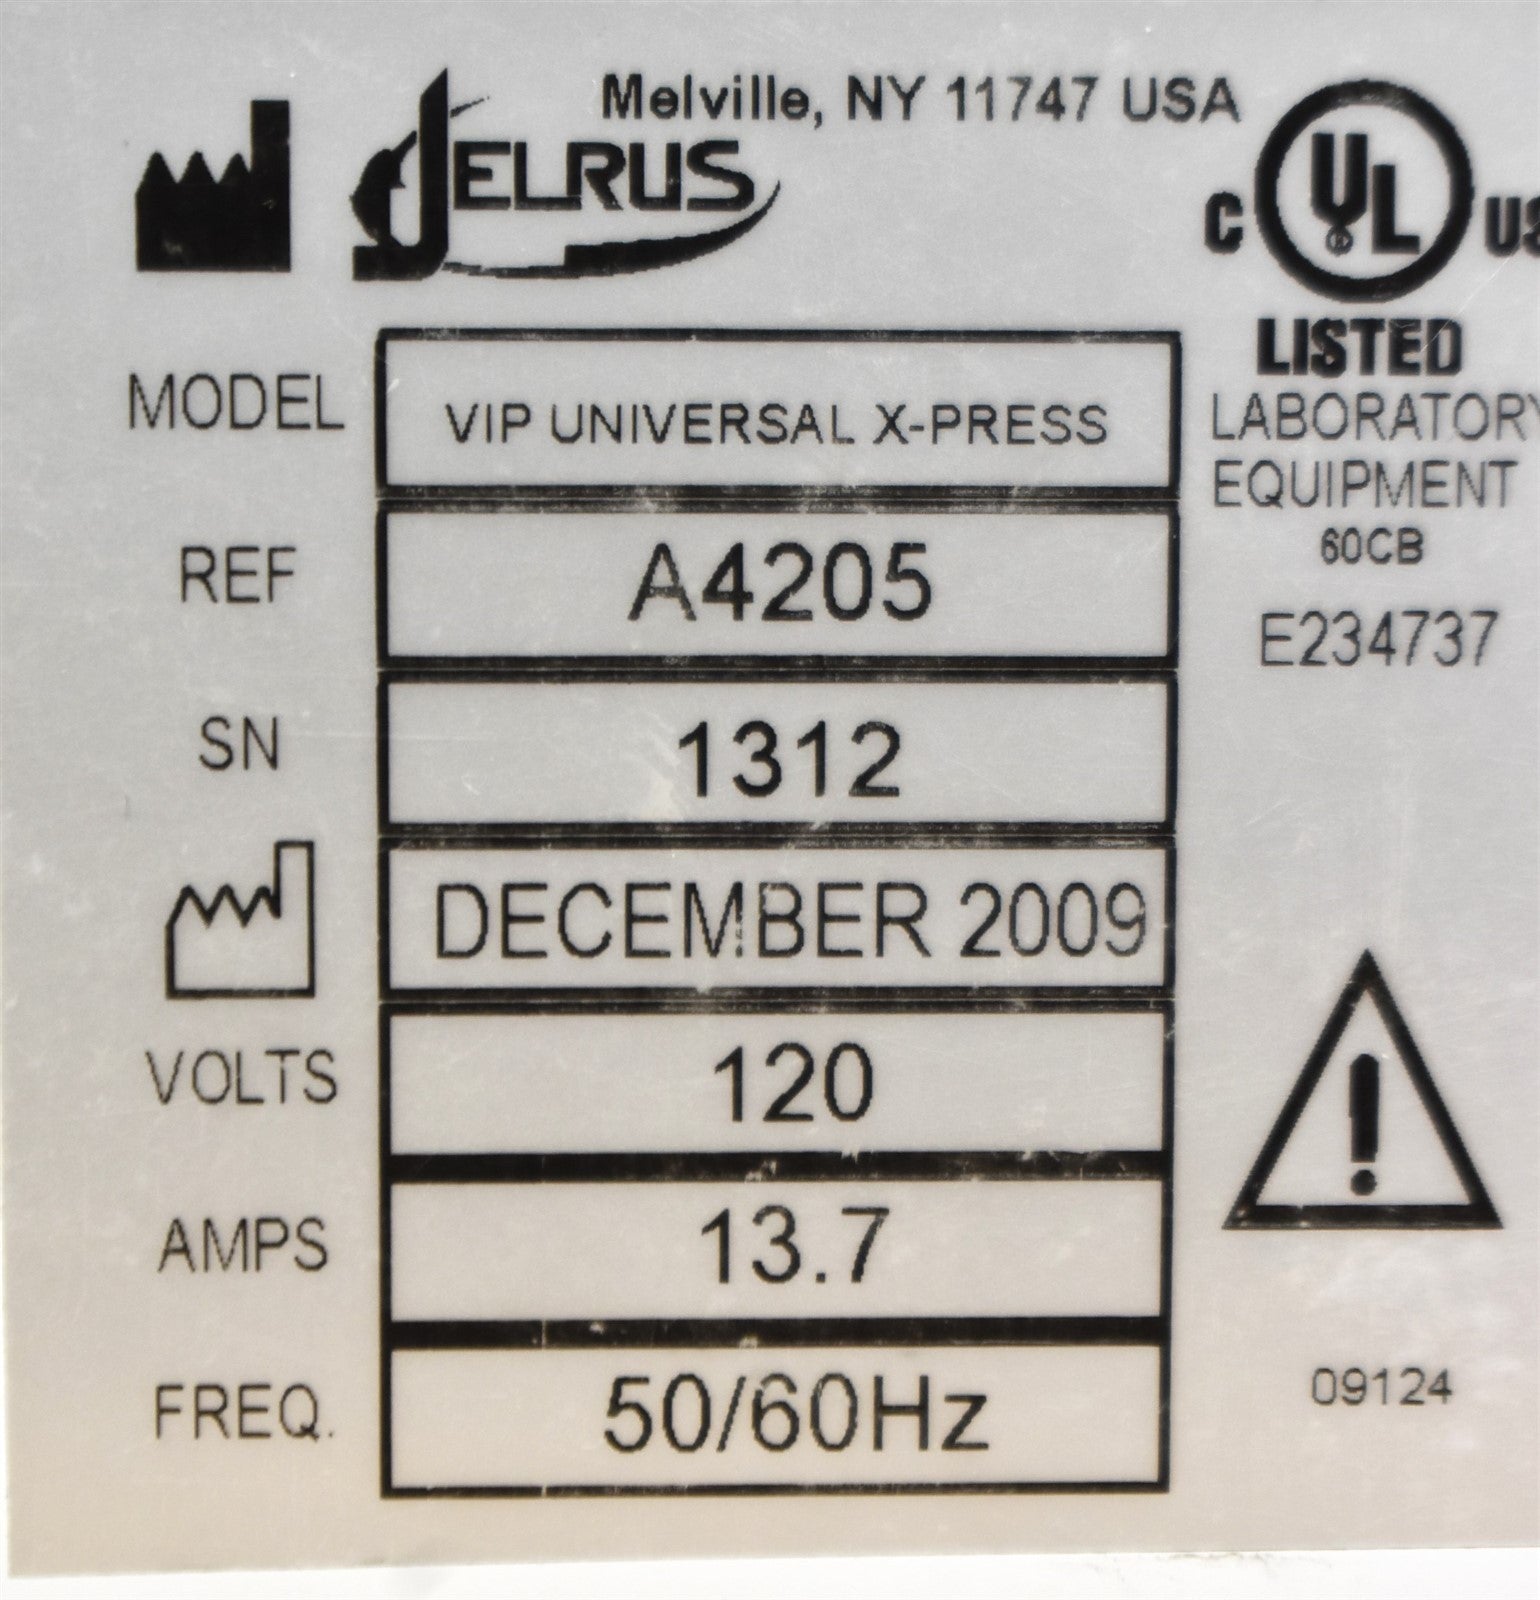 Melville, NY 11747 USA
JELRUS
C UL US
®
LISTED
LABORATORY
EQUIPMENT
60CB
E234737
MODEL VIP UNIVERSAL X-PRESS
REF A4205
SN 1312
DECEMBER 2009
VOLTS 120
AMPS 13.7
FREQ. 50/60Hz
!
09124